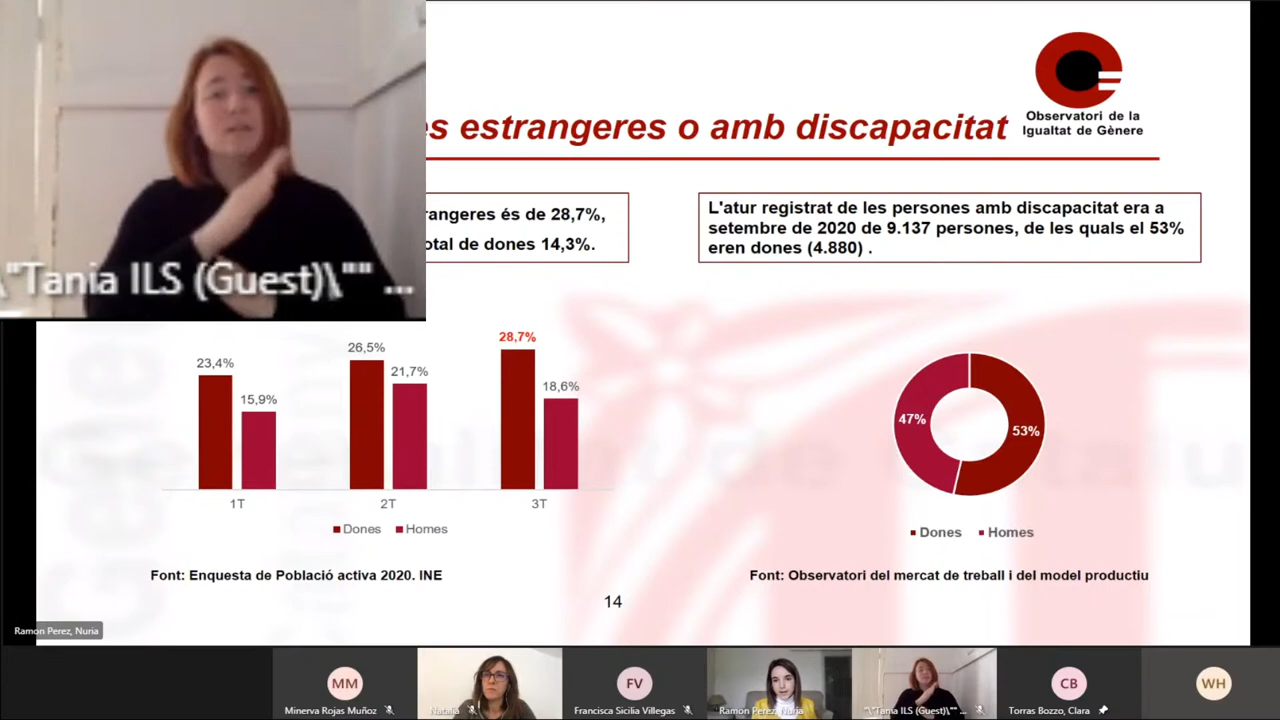 es estrangeres o amb discapacitat
Observatori de la
Igualtat de Gènere
rangeres és de 28,7%,
otal de dones 14,3%.
L'atur registrat de les persones amb discapacitat era a
setembre de 2020 de 9.137 persones, de les quals el 53%
eren dones (4.880) .
\"Tania ILS (Guest)\"" ...
23,4%
15,9%
26,5%
21,7%
28,7%
18,6%
1T
2T
3T
Dones
Homes
47%
53%
Dones
Homes
Font: Enquesta de Població activa 2020. INE
Font: Observatori del mercat de treball i del model productiu
14
Ramon Perez, Nuria
MM
Minerva Rojas Muñoz
Natalia
FV
Francisca Sicilia Villegas
Ramon Perez, Nuria
"\"Tania ILS (Guest)\"" ...
CB
Torras Bozzo, Clara
WH